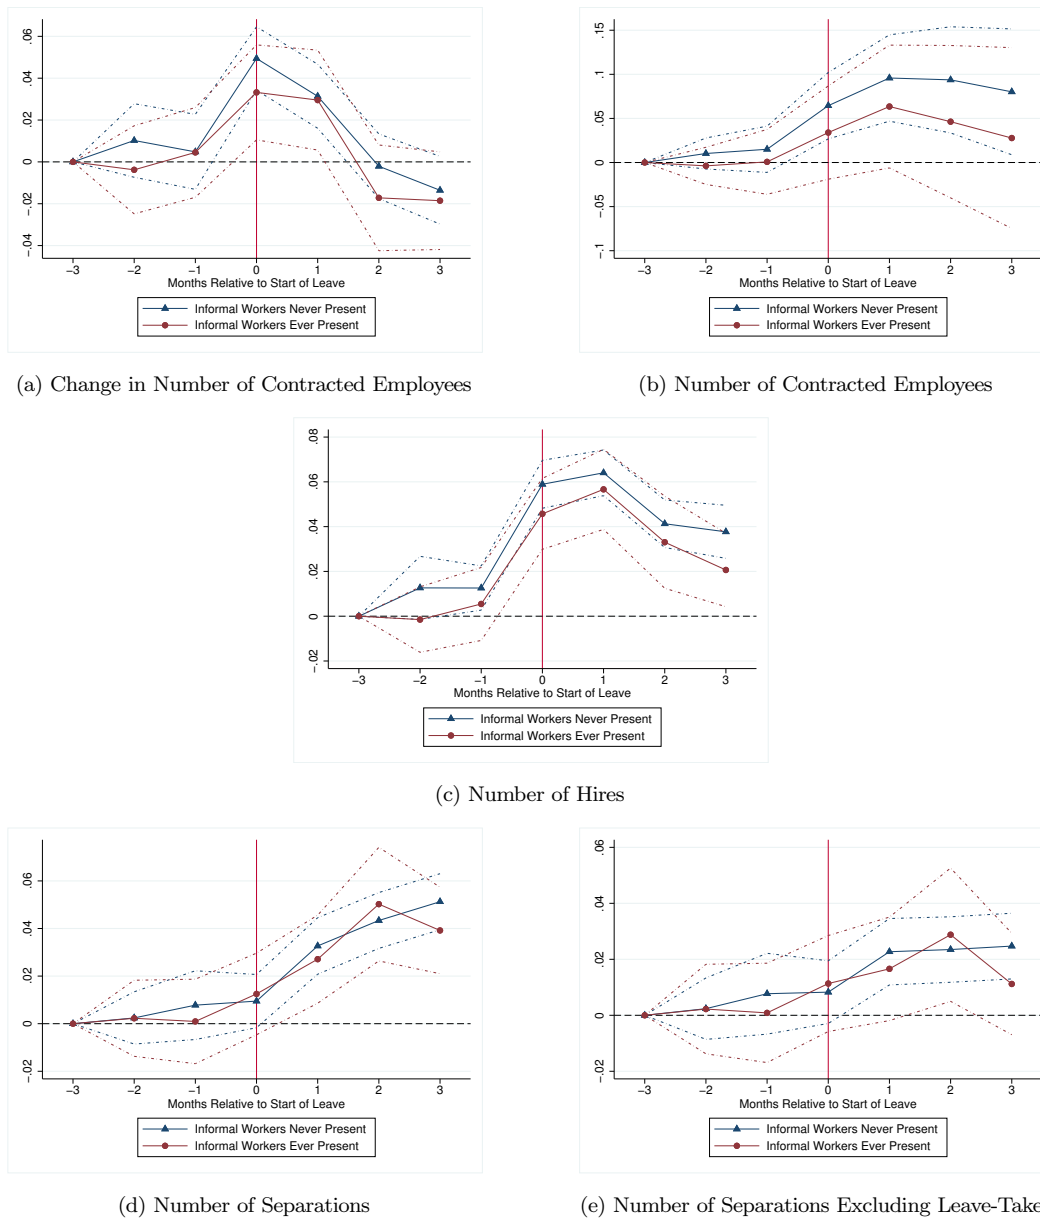 .06
.04
.02
0
−.02
−.04
−3 −2 −1 0 1 2 3
Months Relative to Start of Leave
Informal Workers Never Present
Informal Workers Ever Present
(a) Change in Number of Contracted Employees
.15
.1
.05
0
−.05
−.1
−3 −2 −1 0 1 2 3
Months Relative to Start of Leave
Informal Workers Never Present
Informal Workers Ever Present
(b) Number of Contracted Employees
.08
.06
.04
.02
0
−.02
−3 −2 −1 0 1 2 3
Months Relative to Start of Leave
Informal Workers Never Present
Informal Workers Ever Present
(c) Number of Hires
.06
.04
.02
0
−.02
−3 −2 −1 0 1 2 3
Months Relative to Start of Leave
Informal Workers Never Present
Informal Workers Ever Present
(d) Number of Separations
.06
.04
.02
0
−.02
−3 −2 −1 0 1 2 3
Months Relative to Start of Leave
Informal Workers Never Present
Informal Workers Ever Present
(e) Number of Separations Excluding Leave-Take